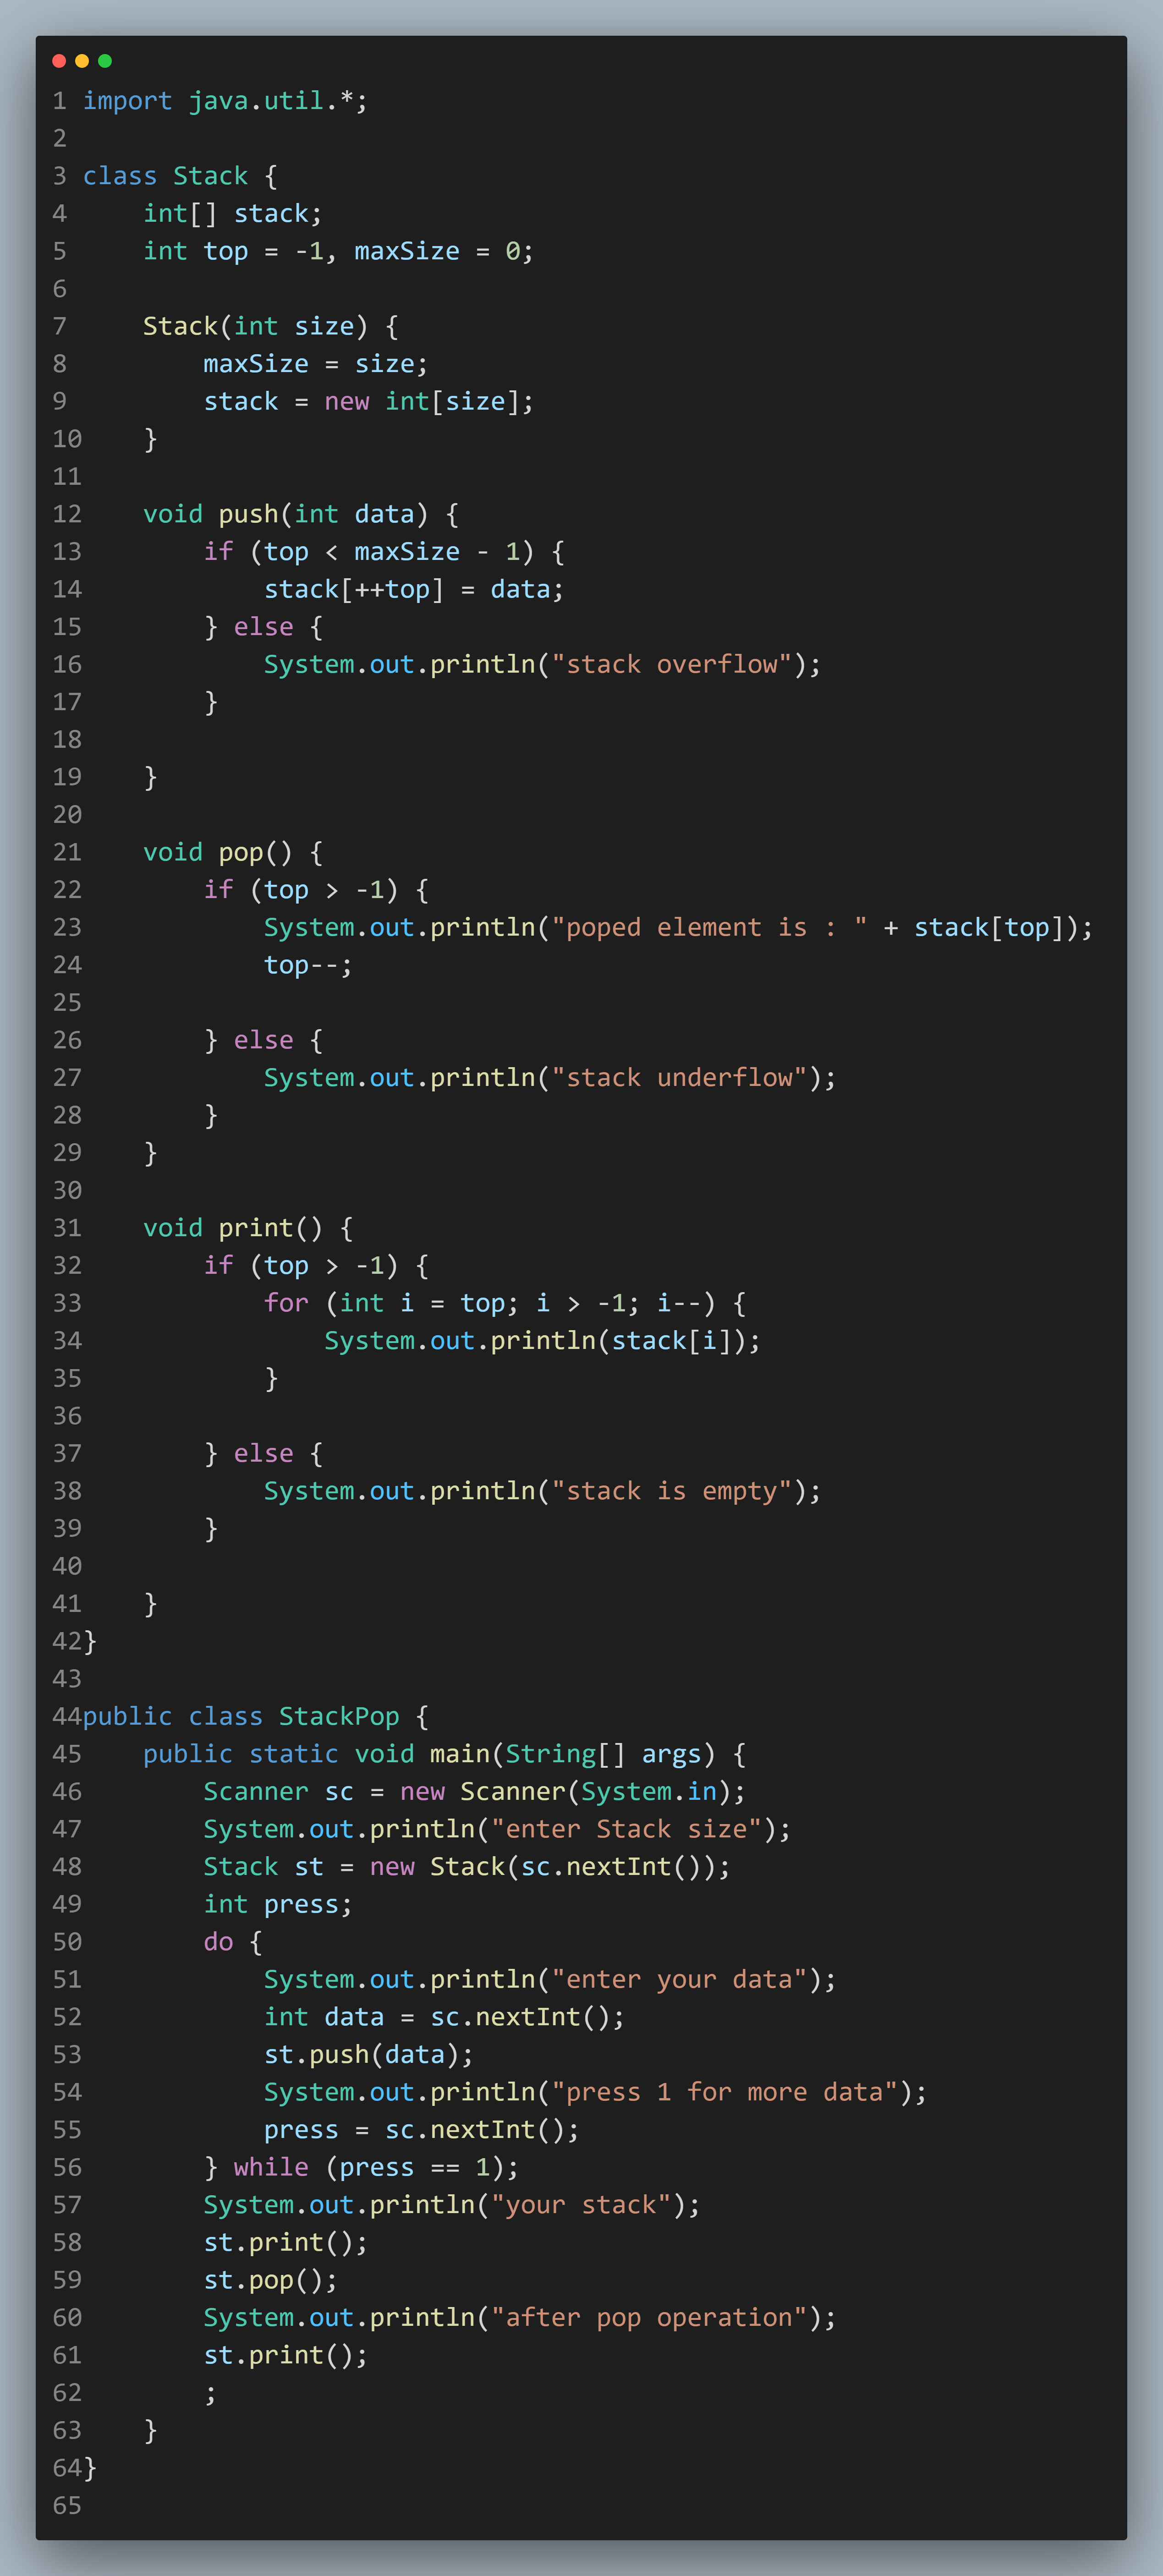 1 import java.util.*;
2
3 class Stack {
4     int[] stack;
5     int top = -1, maxSize = 0;
6
7     Stack(int size) {
8         maxSize = size;
9         stack = new int[size];
10     }
11
12     void push(int data) {
13         if (top < maxSize - 1) {
14             stack[++top] = data;
15         } else {
16             System.out.println("stack overflow");
17         }
18
19     }
20
21     void pop() {
22         if (top > -1) {
23             System.out.println("poped element is : " + stack[top]);
24             top--;
25
26         } else {
27             System.out.println("stack underflow");
28         }
29     }
30
31     void print() {
32         if (top > -1) {
33             for (int i = top; i > -1; i--) {
34                 System.out.println(stack[i]);
35             }
36
37         } else {
38             System.out.println("stack is empty");
39         }
40
41     }
42 }
43
44 public class StackPop {
45     public static void main(String[] args) {
46         Scanner sc = new Scanner(System.in);
47         System.out.println("enter Stack size");
48         Stack st = new Stack(sc.nextInt());
49         int press;
50         do {
51             System.out.println("enter your data");
52             int data = sc.nextInt();
53             st.push(data);
54             System.out.println("press 1 for more data");
55             press = sc.nextInt();
56         } while (press == 1);
57         System.out.println("your stack");
58         st.print();
59         st.pop();
60         System.out.println("after pop operation");
61         st.print();
62         ;
63     }
64 }
65